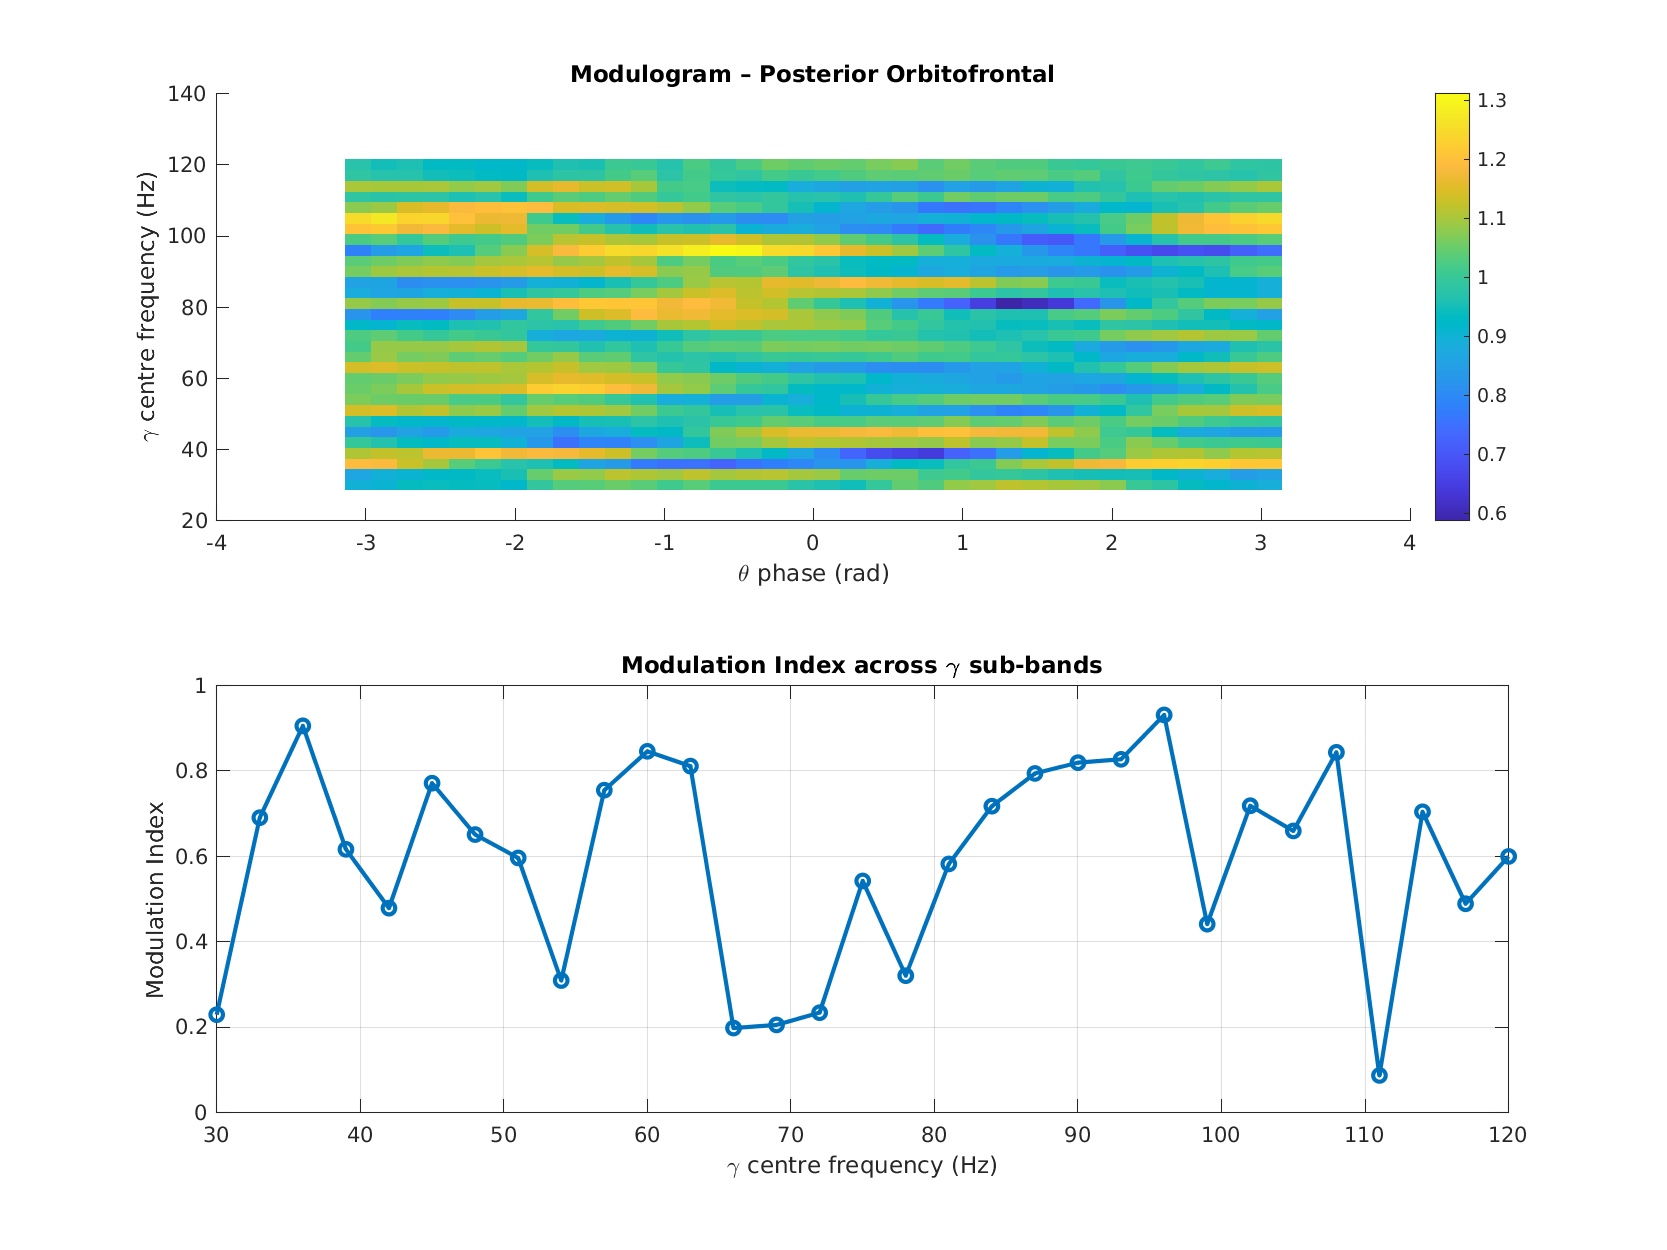 Modulogram – Posterior Orbitofrontal
140
120
100
80
60
40
20
γ centre frequency (Hz)
-4 -3 -2 -1 0 1 2 3 4
θ phase (rad)
1.3
1.2
1.1
1
0.9
0.8
0.7
0.6
Modulation Index across γ sub-bands
1
0.8
0.6
0.4
0.2
0
Modulation Index
30 40 50 60 70 80 90 100 110 120
γ centre frequency (Hz)